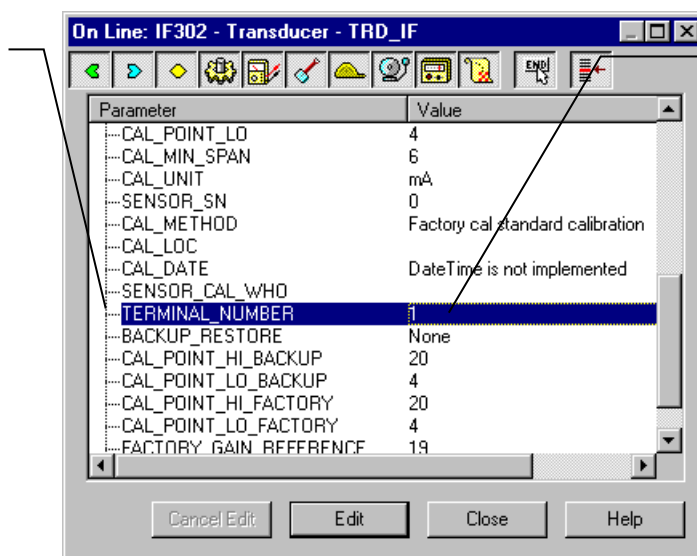 On Line: IF302 - Transducer - TRD_IF
END
Parameter Value
CAL_POINT_LO 4
CAL_MIN_SPAN 6
CAL_UNIT mA
SENSOR_SN 0
CAL_METHOD Factory cal standard calibration
CAL_LOC
CAL_DATE DateTime is not implemented
SENSOR_CAL_WHO
TERMINAL_NUMBER 1
BACKUP_RESTORE None
CAL_POINT_HI_BACKUP 20
CAL_POINT_LO_BACKUP 4
CAL_POINT_HI_FACTORY 20
CAL_POINT_LO_FACTORY 4
FACTORY_GAIN_REFERENCE 19
Cancel Edit Edit Close Help